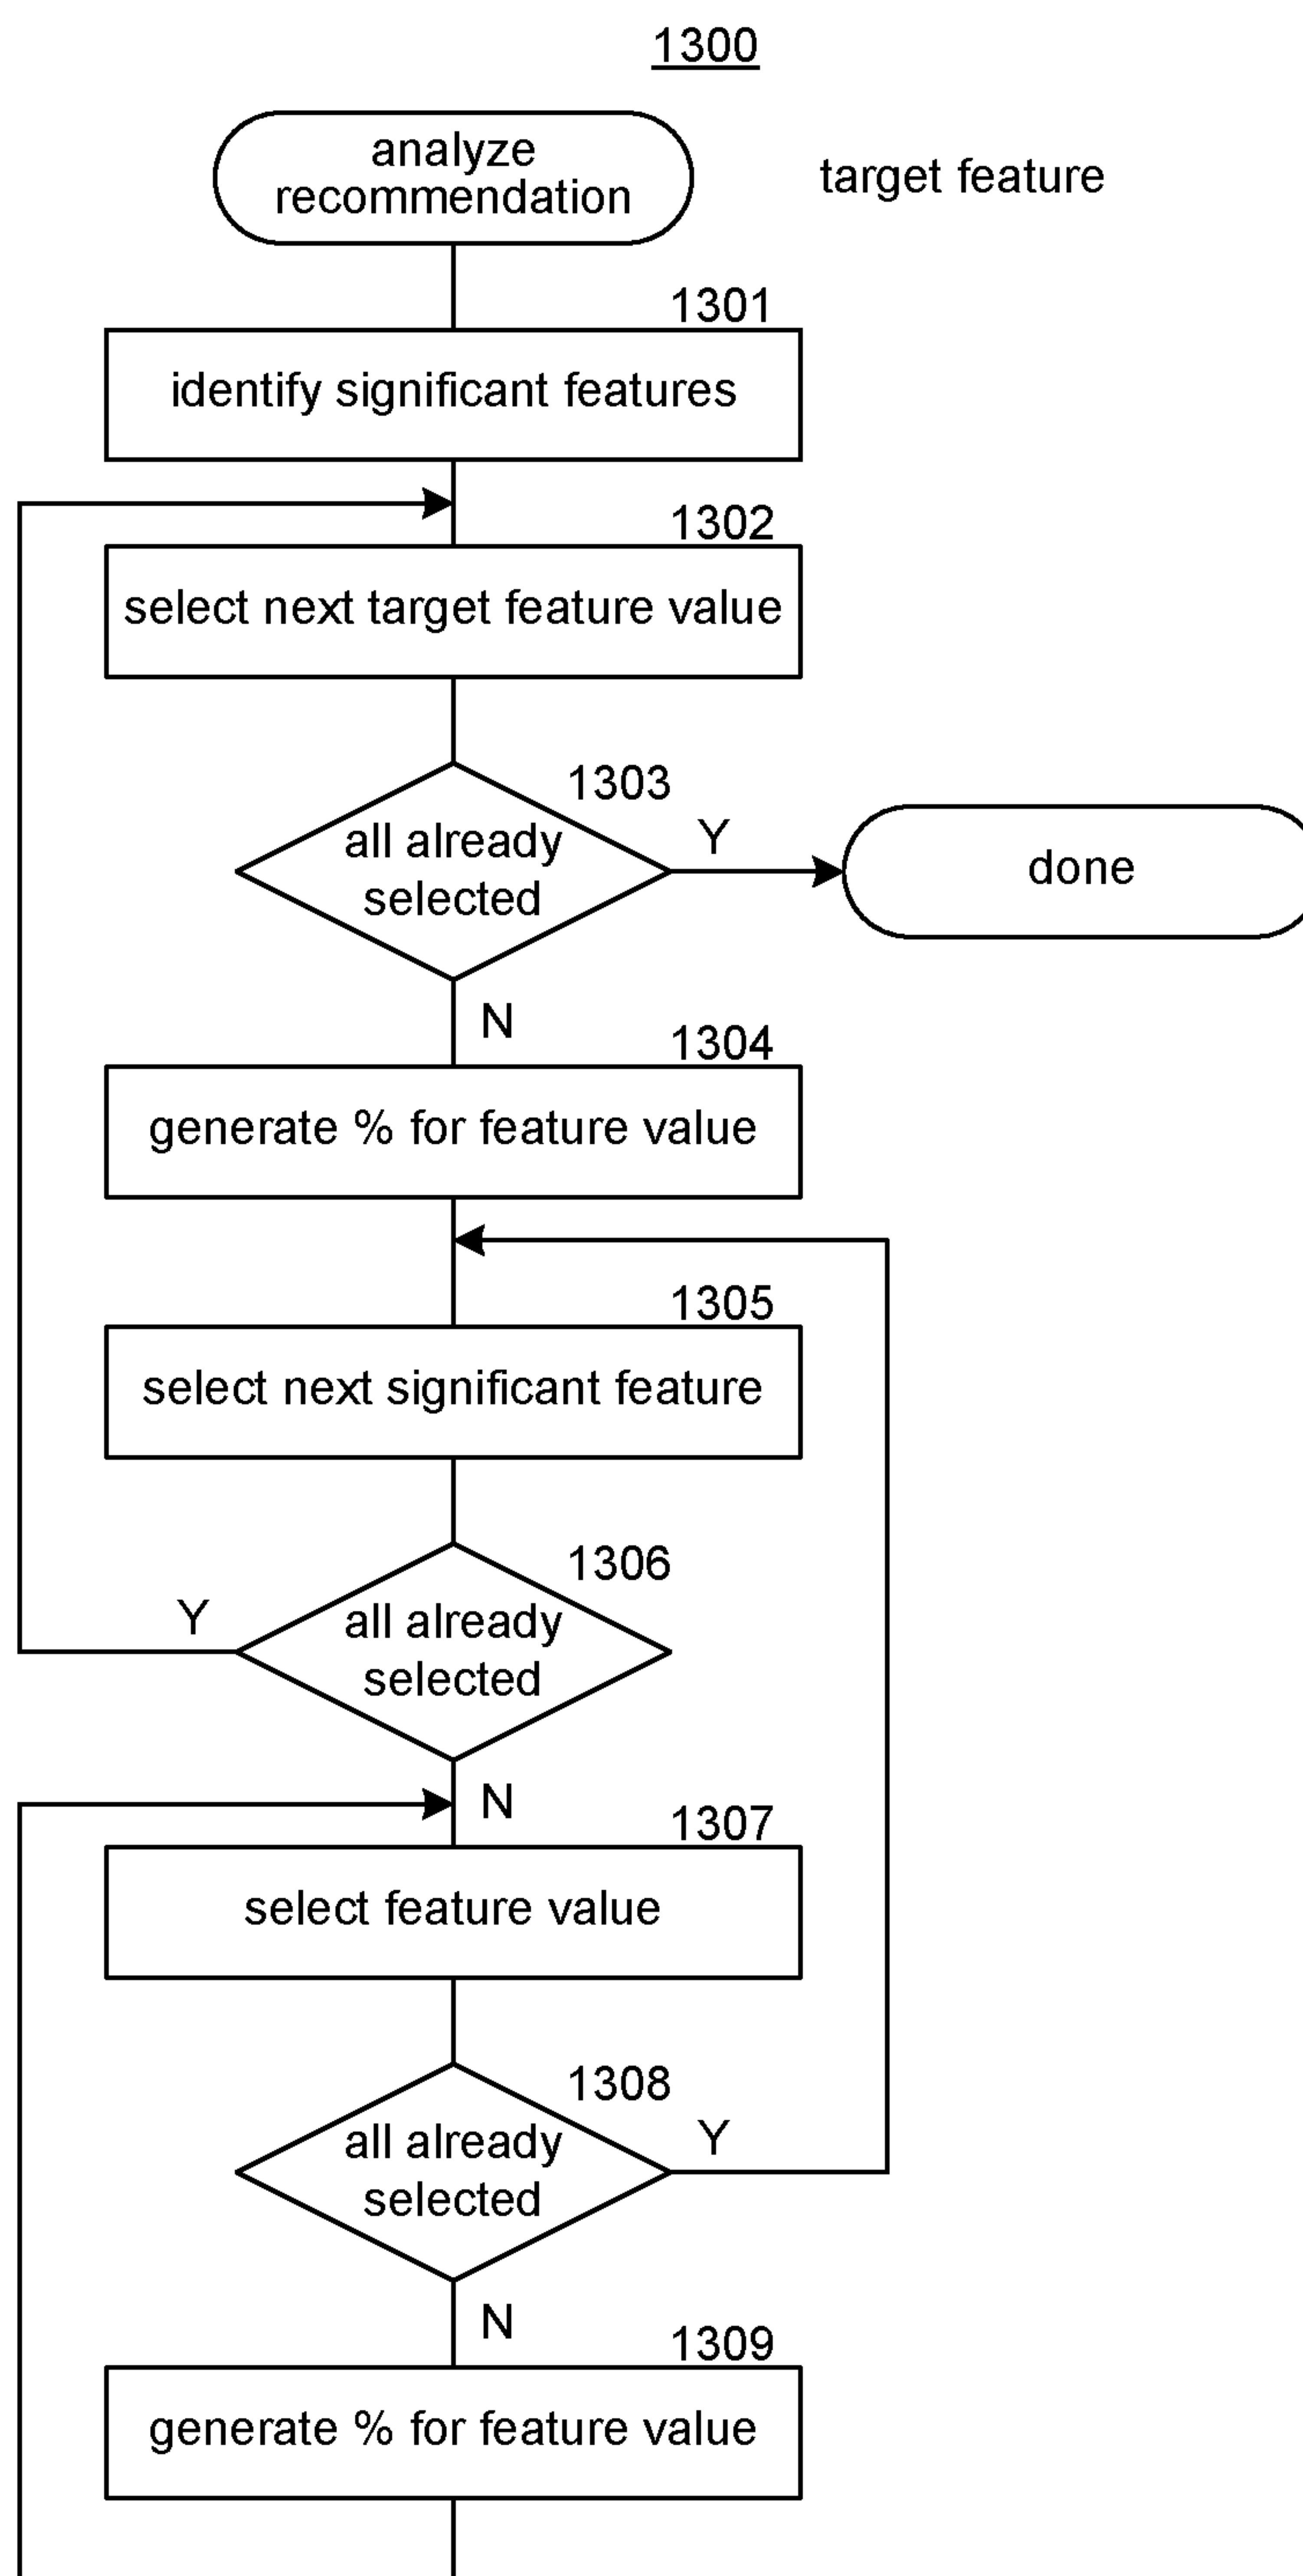 1300
analyze
recommendation
target feature
1301
identify significant features
1302
select next target feature value
1303
all already
selected
Y
done
N
1304
generate % for feature value
1305
select next significant feature
1306
all already
selected
Y
N
1307
select feature value
1308
all already
selected
Y
N
1309
generate % for feature value